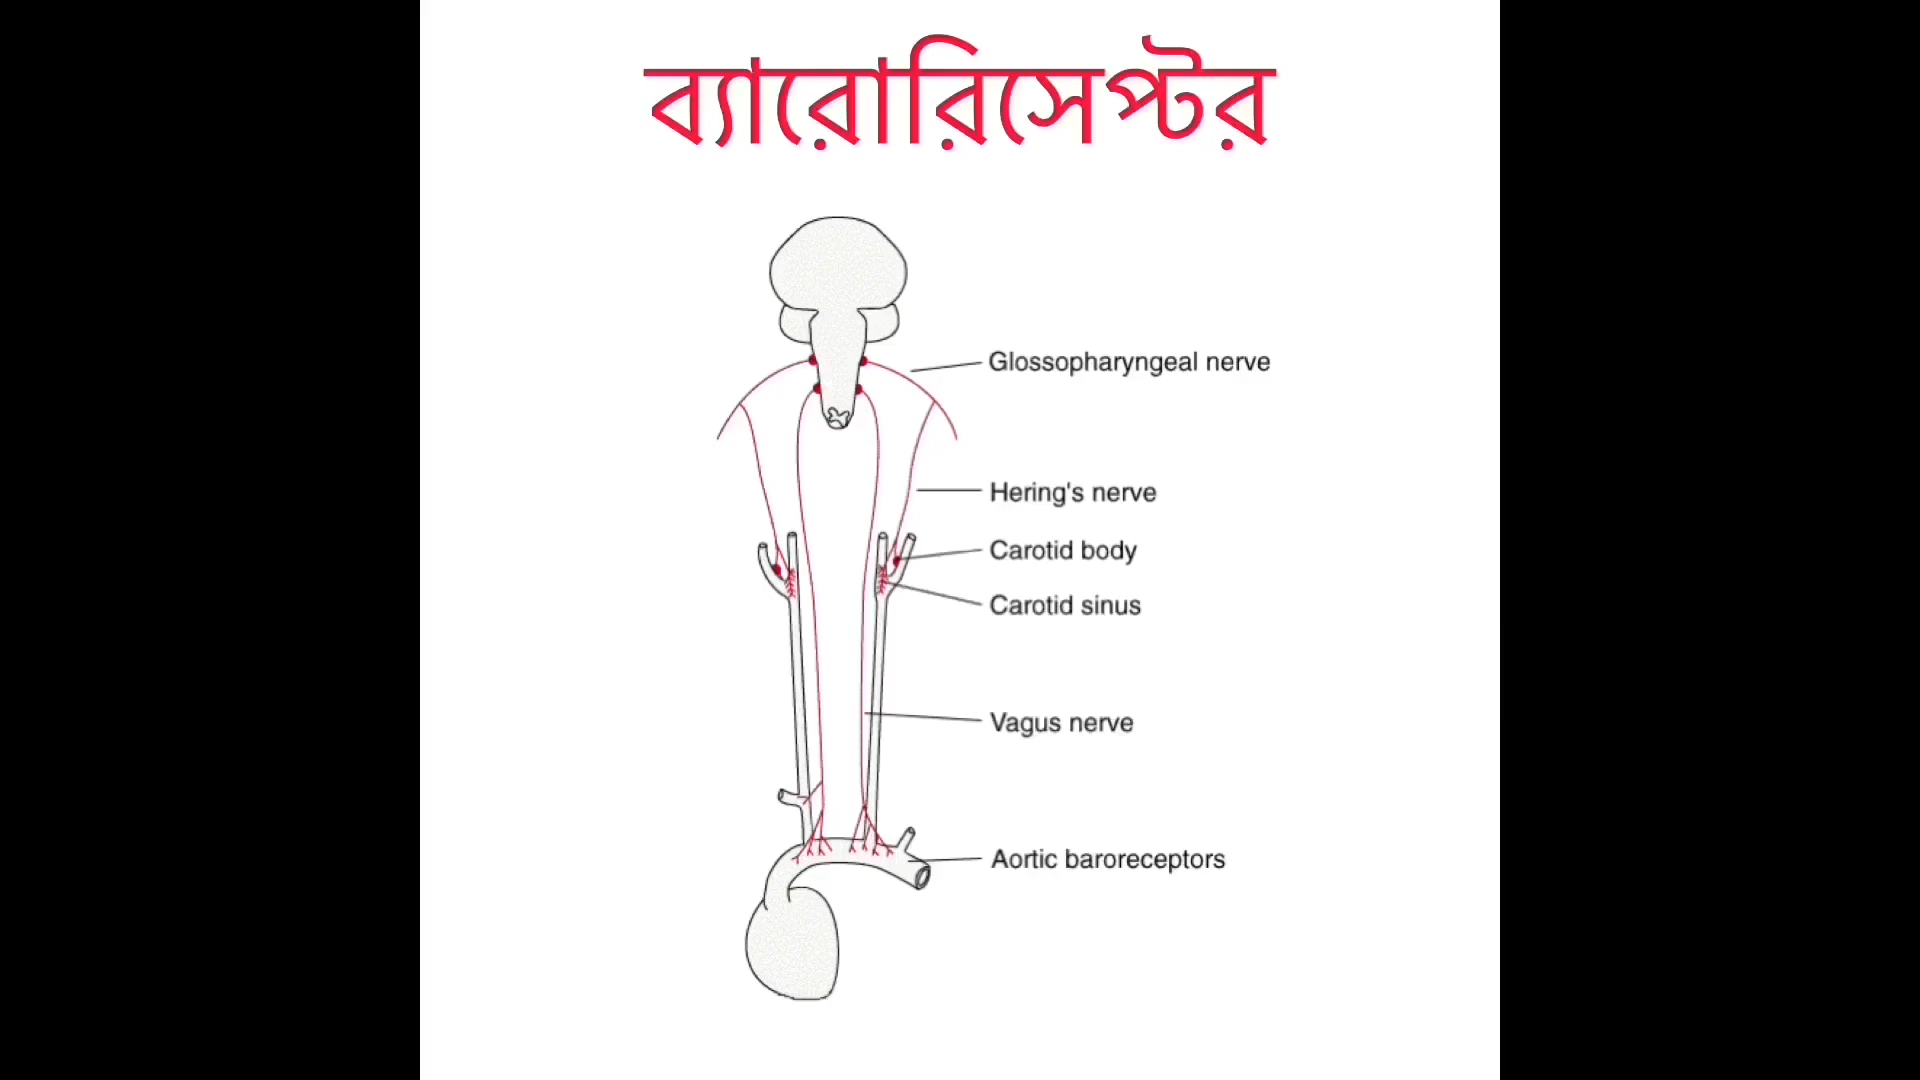 ব্যারোরিসেপ্টর
Glossopharyngeal nerve
Hering's nerve
Carotid body
Carotid sinus
Vagus nerve
Aortic baroreceptors